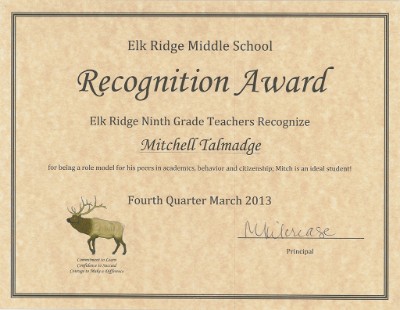 Elk Ridge Middle School
Recognition Award
Elk Ridge Ninth Grade Teachers Recognize
Mitchell Talmadge
for being a role model for his peers in academics, behavior and citizenship; Mitch is an ideal student!
Fourth Quarter March 2013
Principal
Commitment to Learn
Confidence to Succeed
Courage to Make a Difference